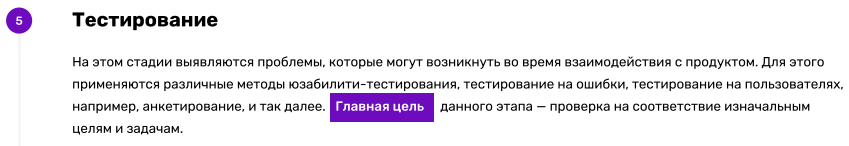 5
Тестирование
На этом стадии выявляются проблемы, которые могут возникнуть во время взаимодействия с продуктом. Для этого
применяются различные методы юзабилити-тестирования, тестирование на ошибки, тестирование на пользователях,
например, анкетирование, и так далее. Главная цель данного этапа — проверка на соответствие изначальным
целям и задачам.